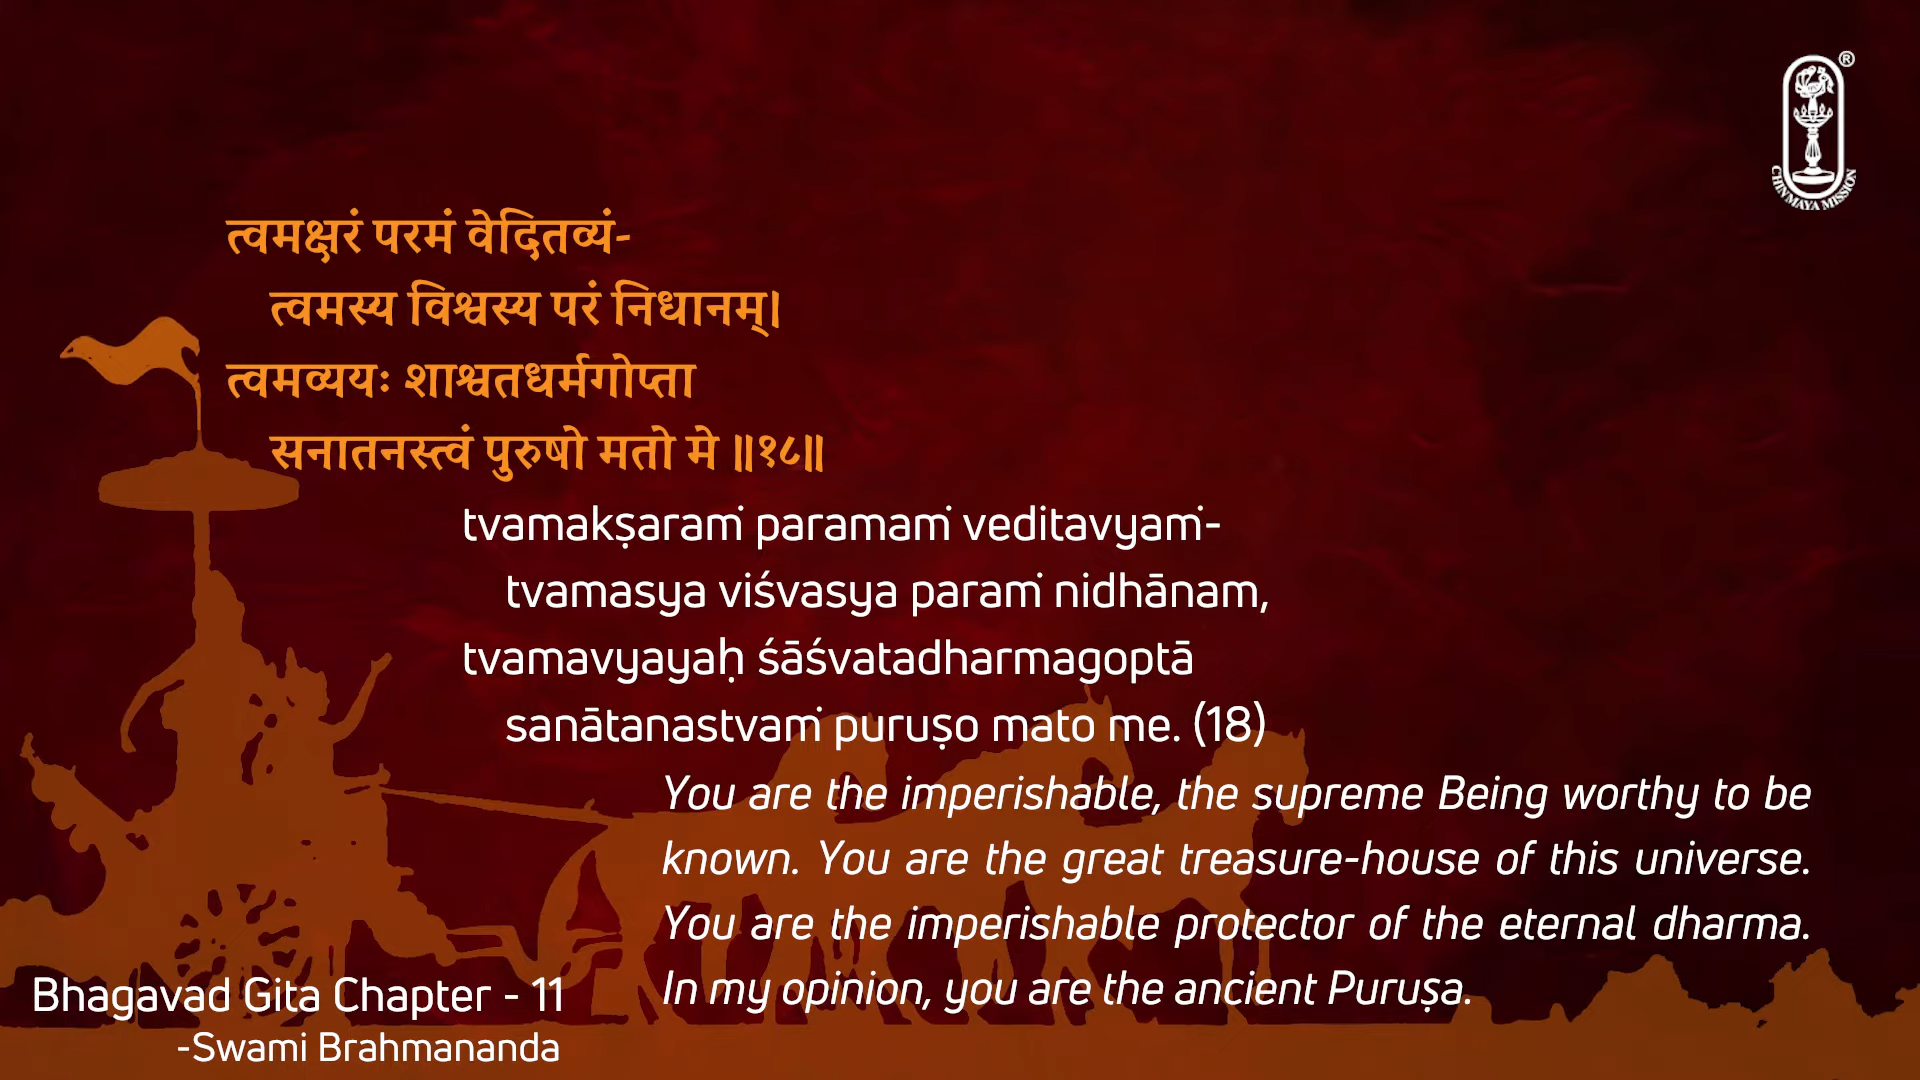 ®
CHINMAYA MISSION
त्वमक्षरं परमं वेदितव्यं-
त्वमस्य विश्वस्य परं निधानम्।
त्वमव्ययः शाश्वतधर्मगोप्ता
सनातनस्त्वं पुरुषो मतो मे ॥१८॥
tvamakṣaraṁ paramaṁ veditavyaṁ-
tvamasya viśvasya paraṁ nidhānam,
tvamavyayaḥ śāśvatadharmagoptā
sanātanastvaṁ puruṣo mato me. (18)
You are the imperishable, the supreme Being worthy to be
known. You are the great treasure-house of this universe.
You are the imperishable protector of the eternal dharma.
In my opinion, you are the ancient Puruṣa.
Bhagavad Gita Chapter - 11
-Swami Brahmananda